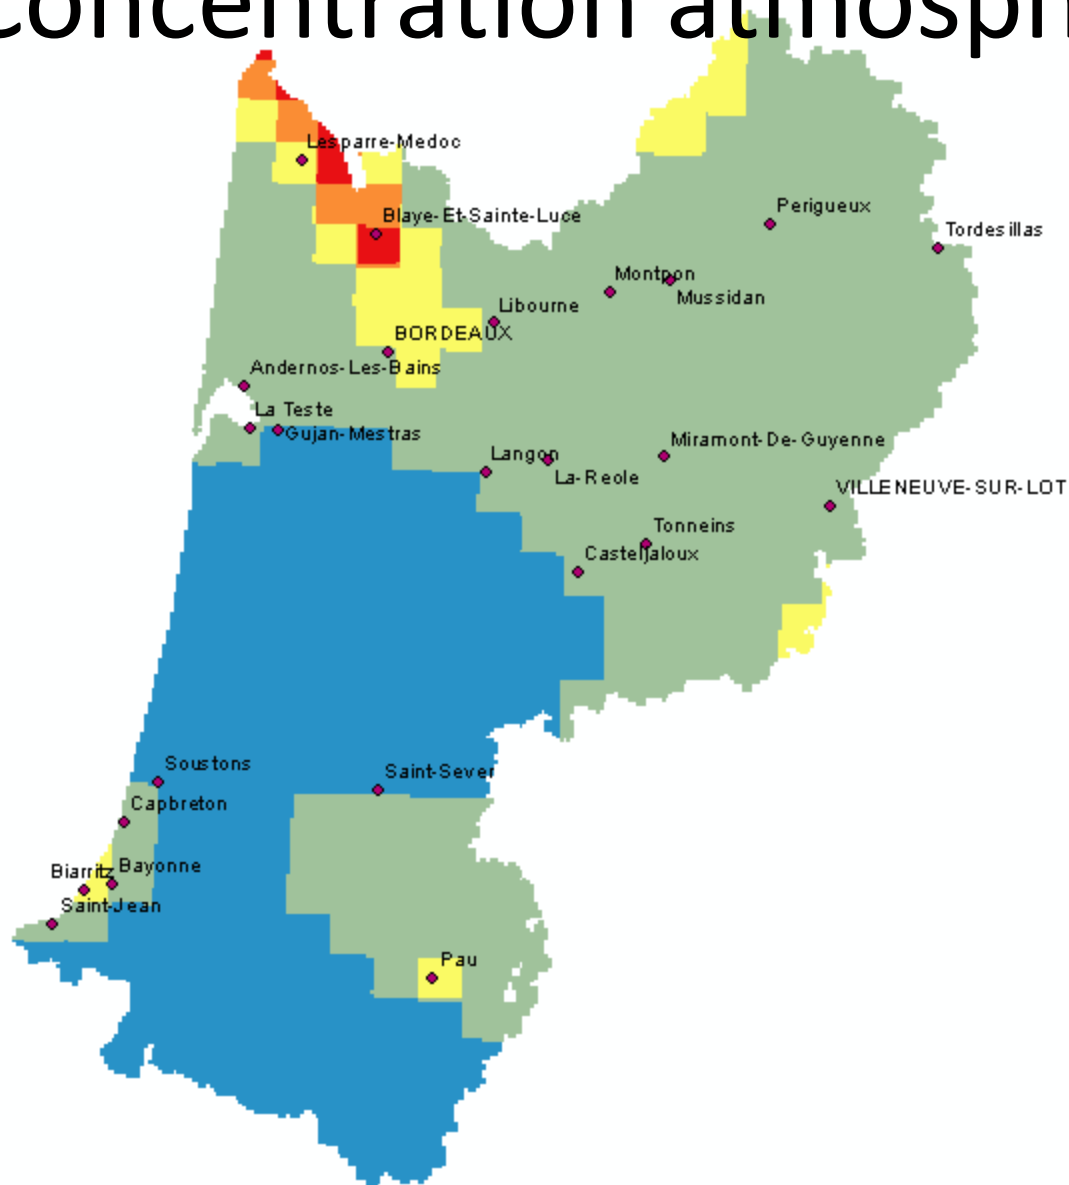 Concentration atmosph
Lesparre-Medoc
Blaye-Et-Sainte-Luce
Perigueux
Tordesillas
Montpon
Mussidan
Libourne
BORDEAUX
Andernos-Les-Bains
La Teste
Gujan-Mestras
Miramont-De-Guyenne
Langon
La-Reole
VILLENEUVE-SUR-LOT
Tonneins
Casteljaloux
Soustons
Saint-Sever
Capbreton
Bayonne
Biarritz
Saint-Jean
Pau